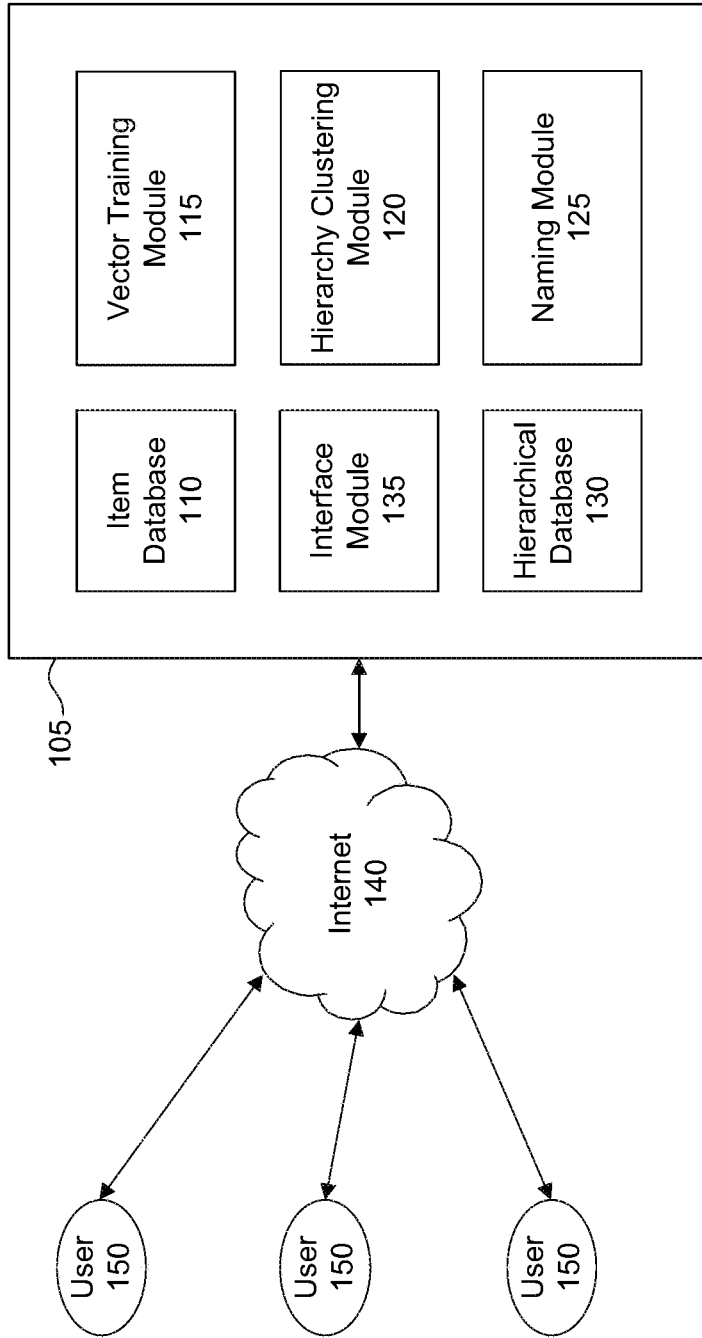 User
150
User
150
User
150
Internet
140
105
Item
Database
110
Vector Training
Module
115
Interface
Module
135
Hierarchy Clustering
Module
120
Hierarchical
Database
130
Naming Module
125